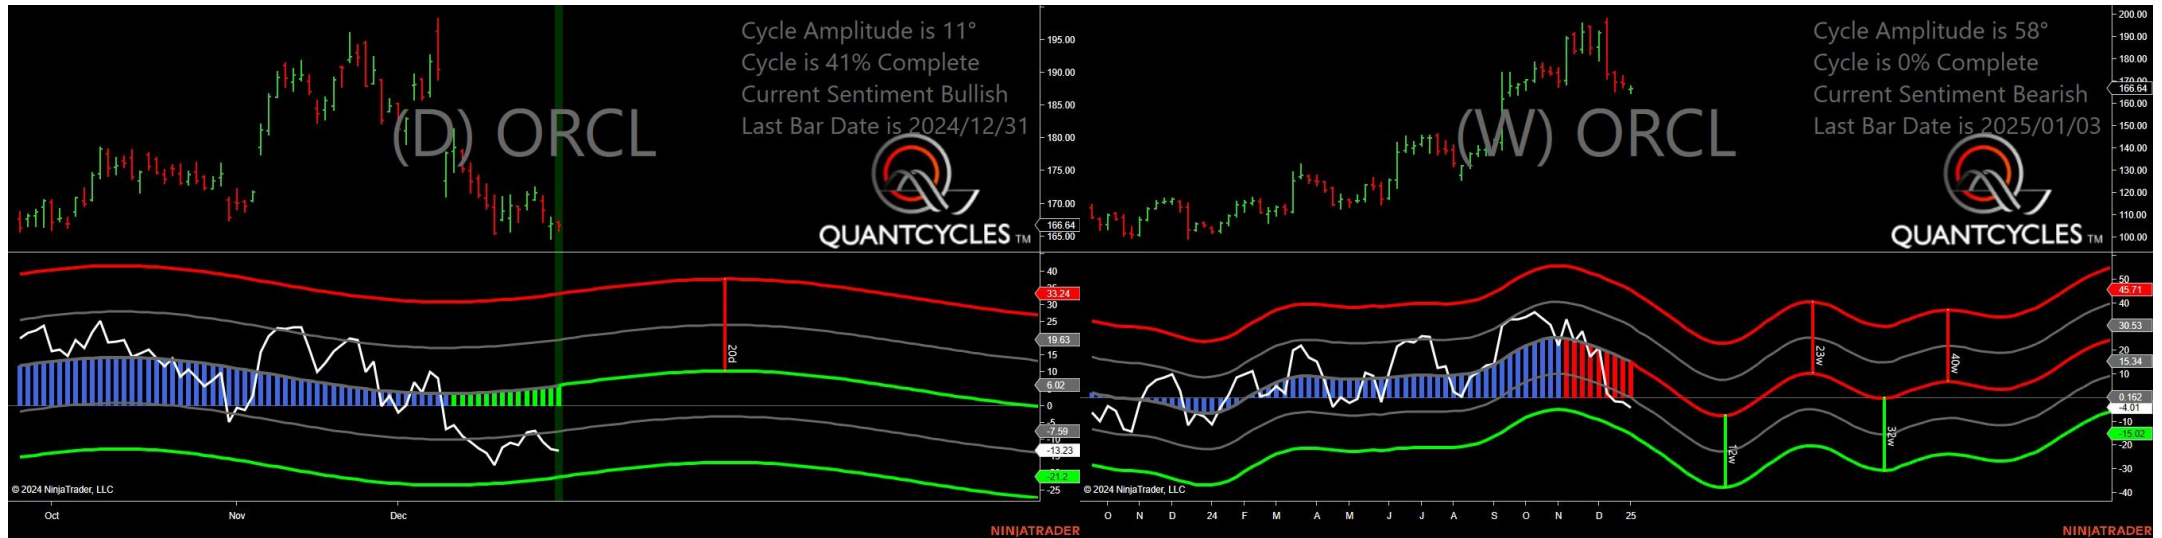 Cycle Amplitude is 11°
Cycle is 41% Complete
Current Sentiment Bullish
Last Bar Date is 2024/12/31
(D) ORCL
QUANTCYCLES TM
195.00
190.00
185.00
180.00
175.00
170.00
166.64
165.00
40
33.24
30
25
19.63
15
10
6.02
0
-7.59
-13.23
-21.2
-25
20d
© 2024 NinjaTrader, LLC
Oct Nov Dec
NINJATRADER
Cycle Amplitude is 58°
Cycle is 0% Complete
Current Sentiment Bearish
Last Bar Date is 2025/01/03
(W) ORCL
QUANTCYCLES TM
200.00
190.00
180.00
170.00
166.64
160.00
150.00
140.00
130.00
120.00
110.00
100.00
50
45.71
40
30.53
20
15.34
10
0.162
-4.01
-15.02
-20
-30
-40
12w
23w
32w
40w
© 2024 NinjaTrader, LLC
O N D 24 F M A M J J A S O N D 25
NINJATRADER